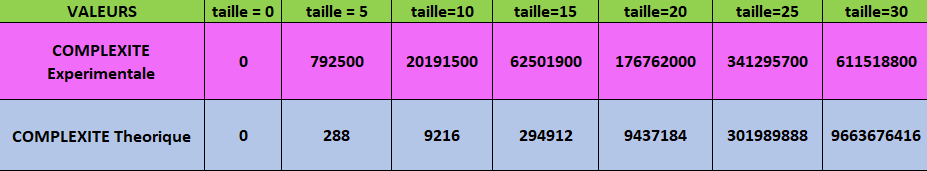 VALEURS taille = 0 taille = 5 taille=10 taille=15 taille=20 taille=25 taille=30
COMPLEXITE
Experimentale 0 792500 20191500 62501900 176762000 341295700 611518800
COMPLEXITE Theorique 0 288 9216 294912 9437184 301989888 9663676416